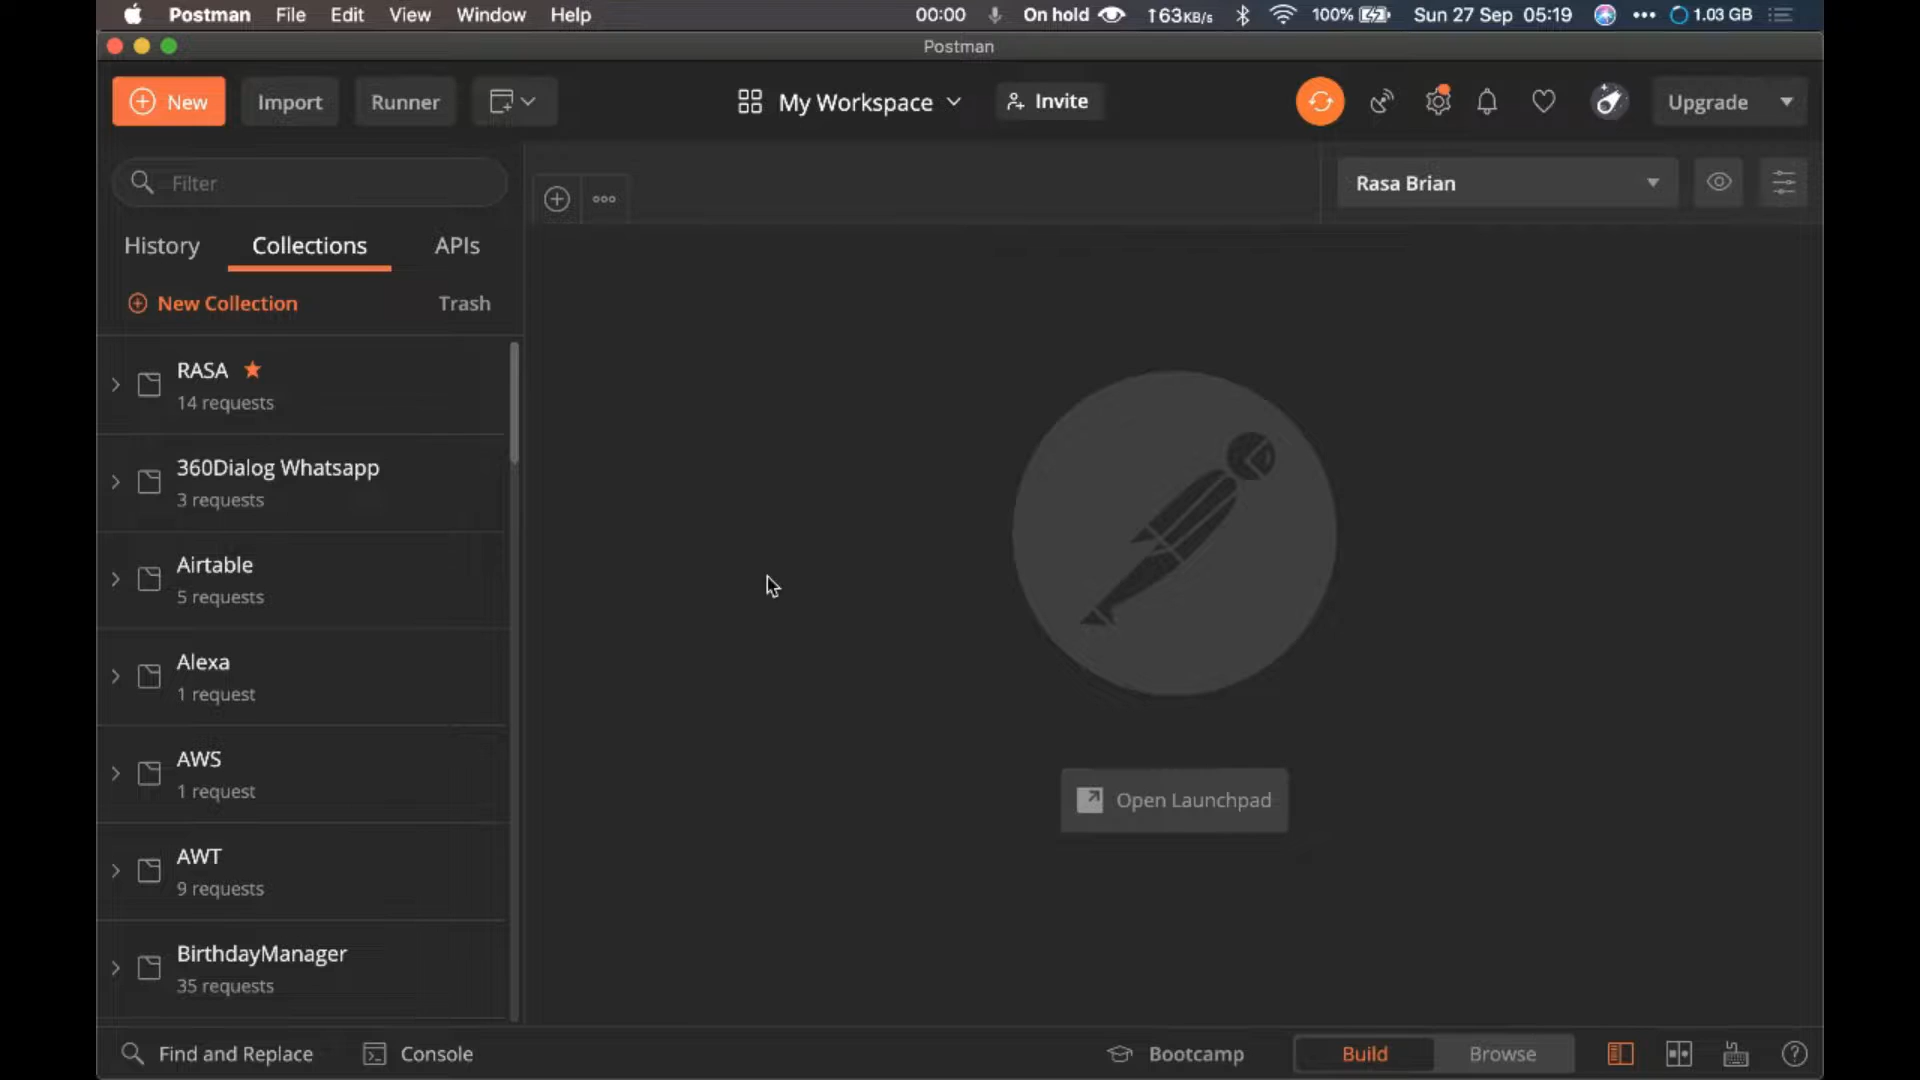 Postman File Edit View Window Help 00:00 On hold ↑63KB/s 100% Sun 27 Sep 05:19 ••• 1.03 GB
Postman
New Import Runner My Workspace Invite Upgrade
Filter
Rasa Brian
History Collections APIs
New Collection Trash
RASA
14 requests
360Dialog Whatsapp
3 requests
Airtable
5 requests
Alexa
1 request
Open Launchpad
AWS
1 request
AWT
9 requests
BirthdayManager
35 requests
Find and Replace Console Bootcamp Build Browse